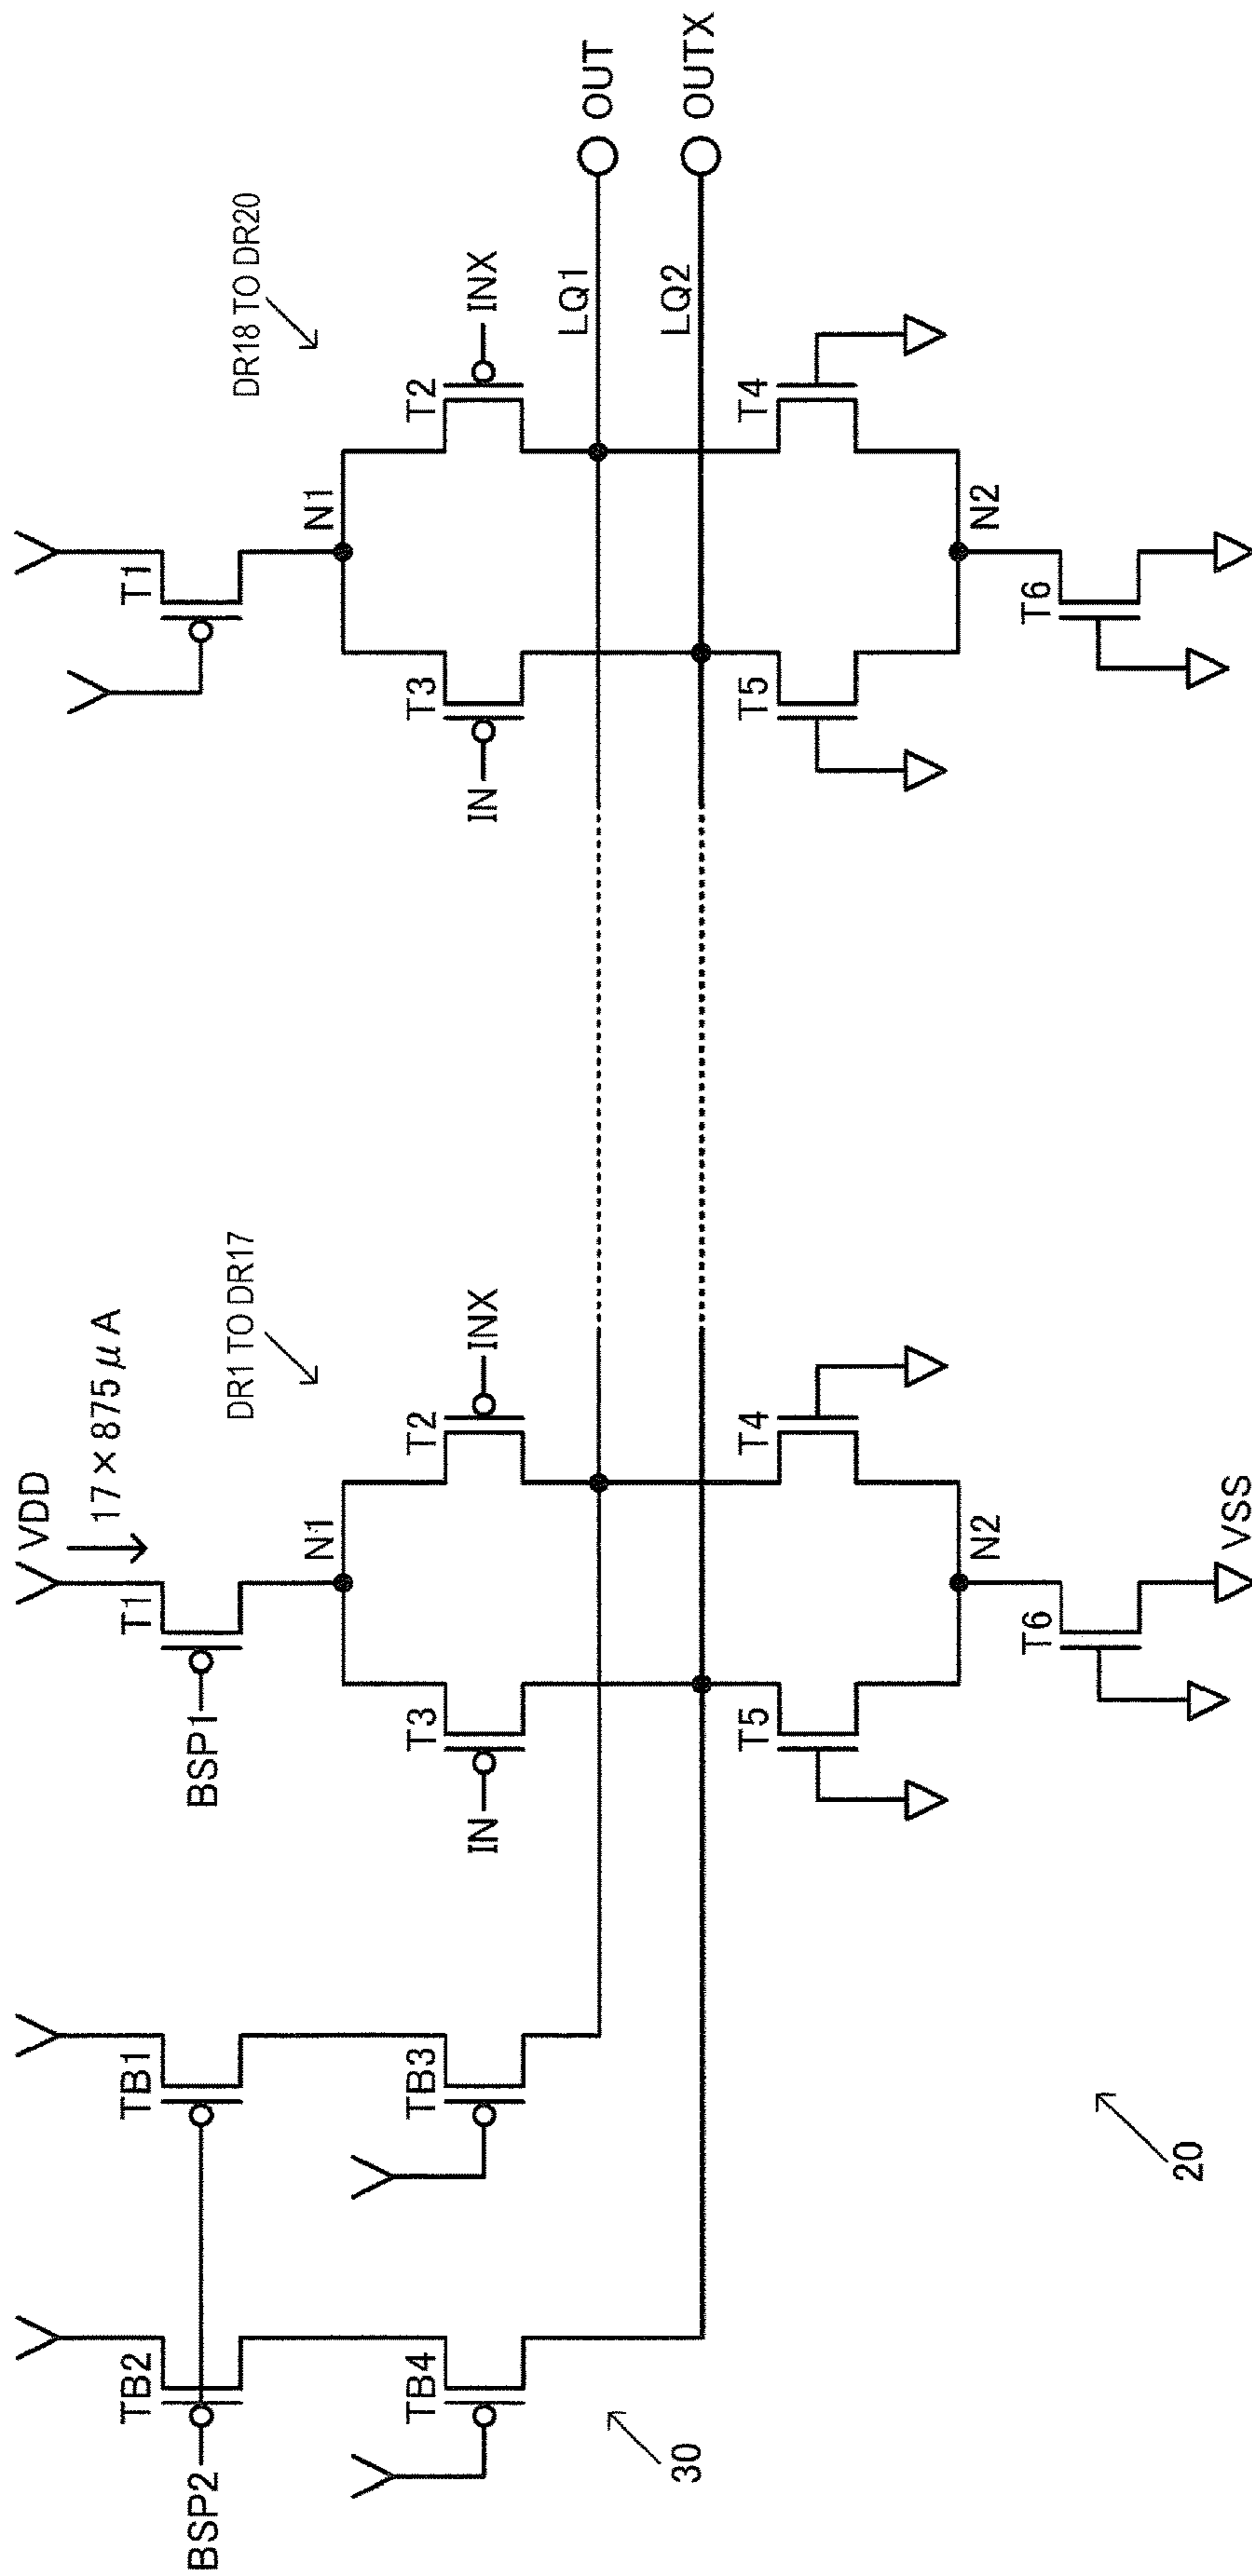 VDD
17×875μA
DR1 TO DR17
DR18 TO DR20
BSP2
TB2
TB1
BSP1
T1
T1
N1
N1
TB4
TB3
IN
T3
T2
INX
IN
T3
T2
INX
LQ1
OUT
LQ2
OUTX
30
T5
T4
T5
T4
N2
N2
T6
T6
20
VSS